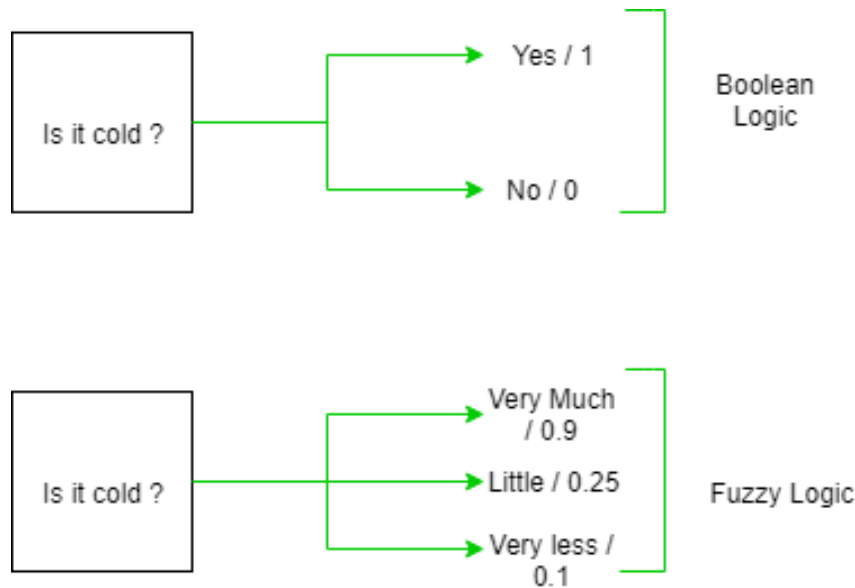 Is it cold ?
Yes / 1
No / 0
Boolean
Logic
Is it cold ?
Very Much
/ 0.9
Little / 0.25
Very less /
0.1
Fuzzy Logic